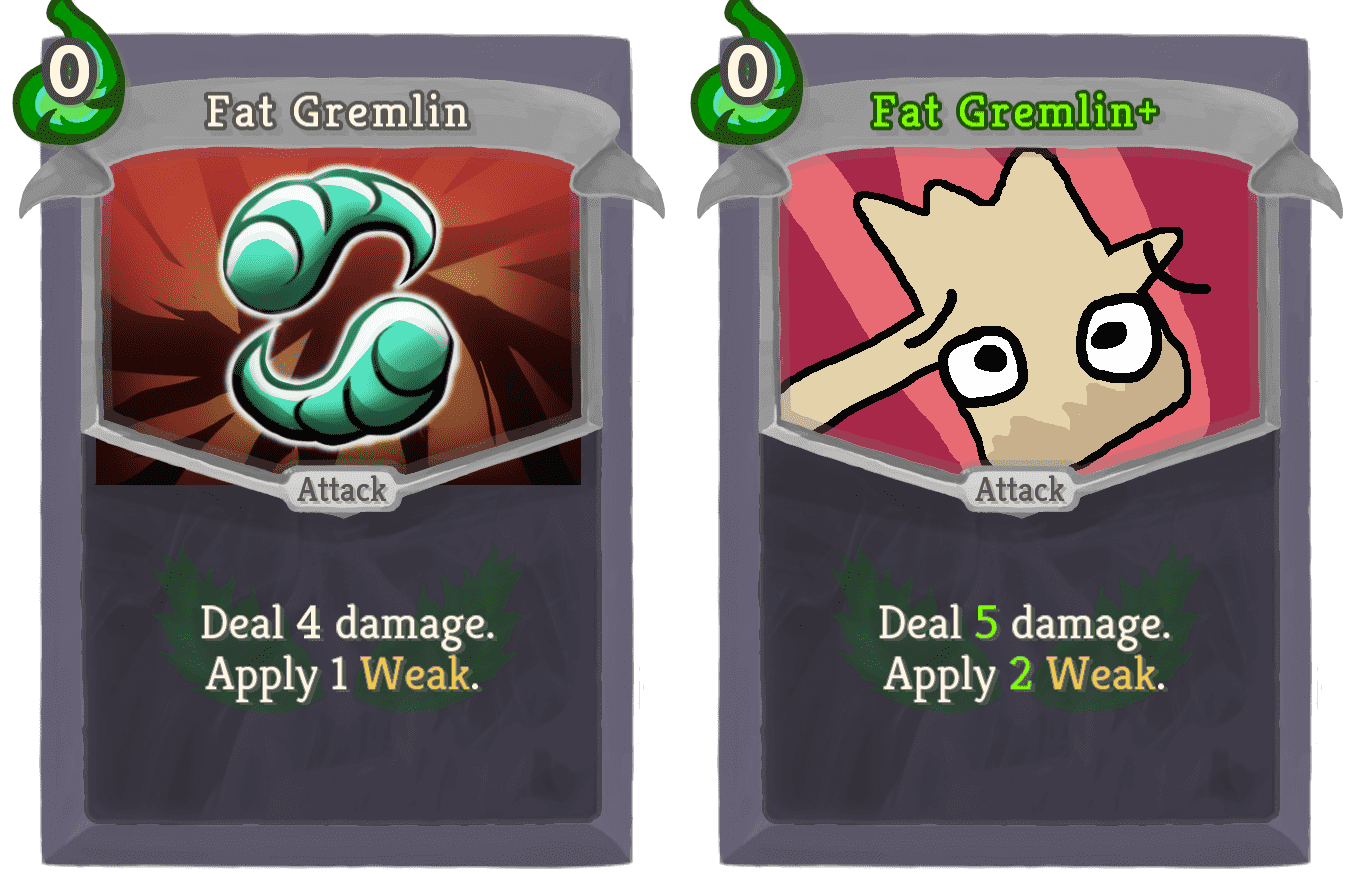 0
Fat Gremlin
Attack
Deal 4 damage.
Apply 1 Weak.
0
Fat Gremlin+
Attack
Deal 5 damage.
Apply 2 Weak.